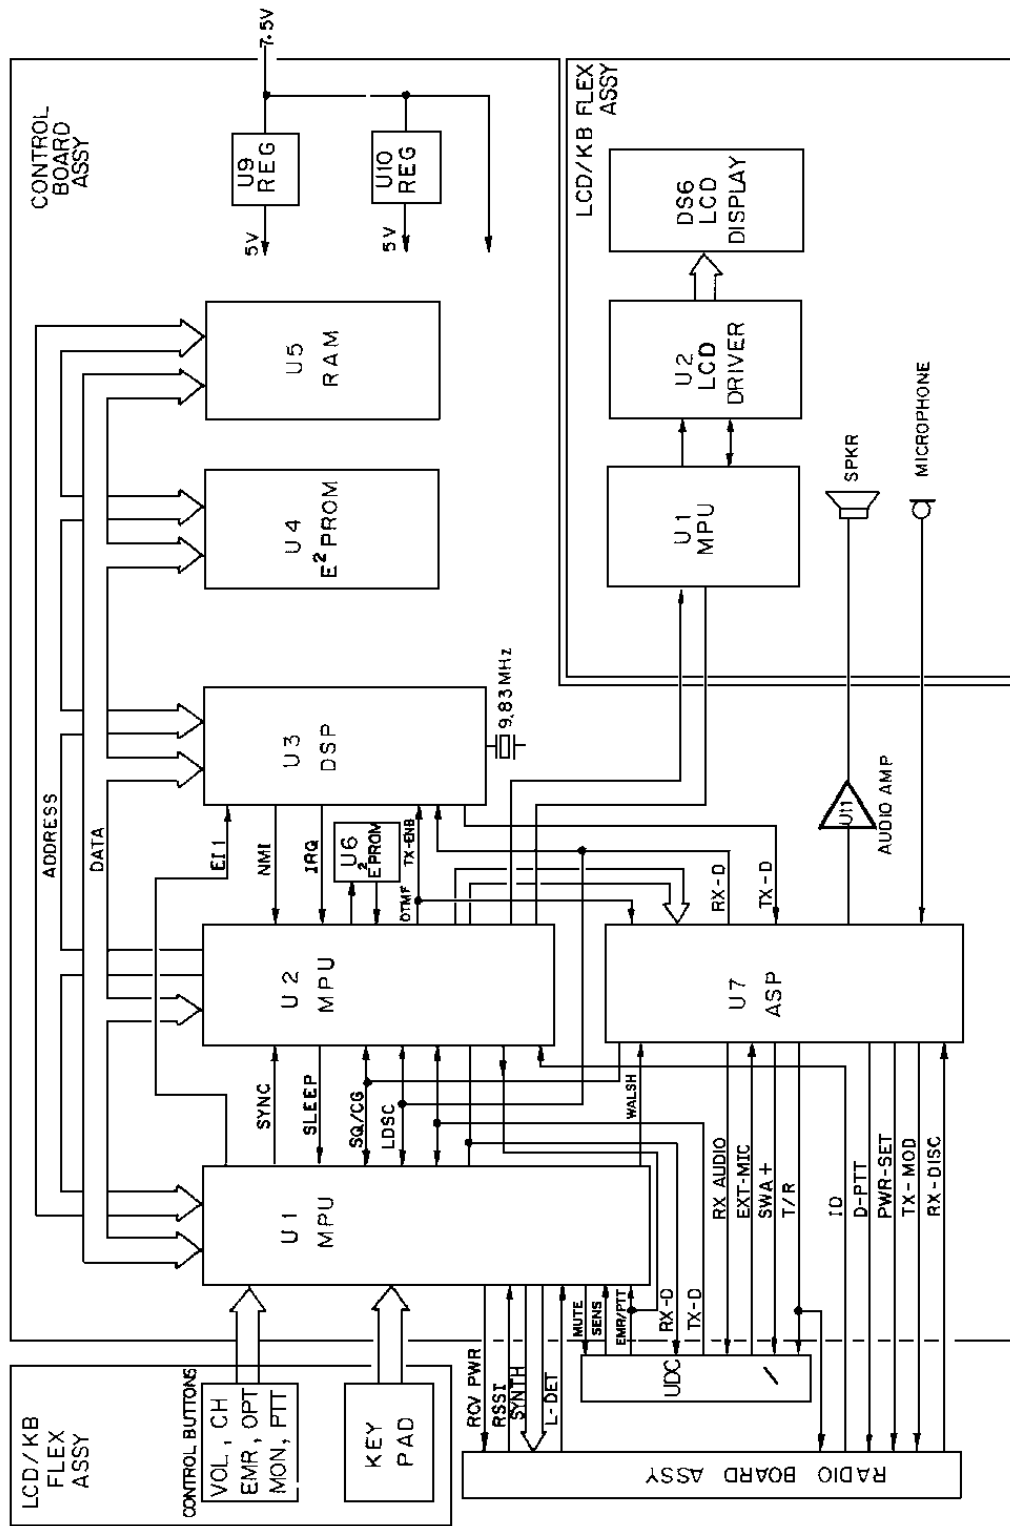 LCD/KB
FLEX
ASSY
CONTROL BUTTONS
VOL, CH
EMR, OPT
MON, PTT
KEY
PAD
ADDRESS
DATA
CONTROL
BOARD
ASSY
7.5V
U9
REG
5V
U10
REG
5V
U1
MPU
SYNC
SLEEP
SQ/CG
LDSC
U2
MPU
EI1
NMI
IRQ
U6
E²PROM
DTMF
TX-ENB
U3
DSP
9.83MHz
U4
E²PROM
U5
RAM
RCV PWR
RSSI
SYNTH
L-DET
MUTE
SENS
EMR/PTT
RX-D
TX-D
UDC
WALSH
RX AUDIO
EXT-MIC
SWA+
T/R
ID
D-PTT
PWR-SET
TX-MOD
RX-DISC
RADIO BOARD ASSY
U7
ASP
RX-D
TX-D
U11
AUDIO AMP
SPKR
MICROPHONE
LCD/KB FLEX
ASSY
U1
MPU
U2
LCD
DRIVER
DS6
LCD
DISPLAY